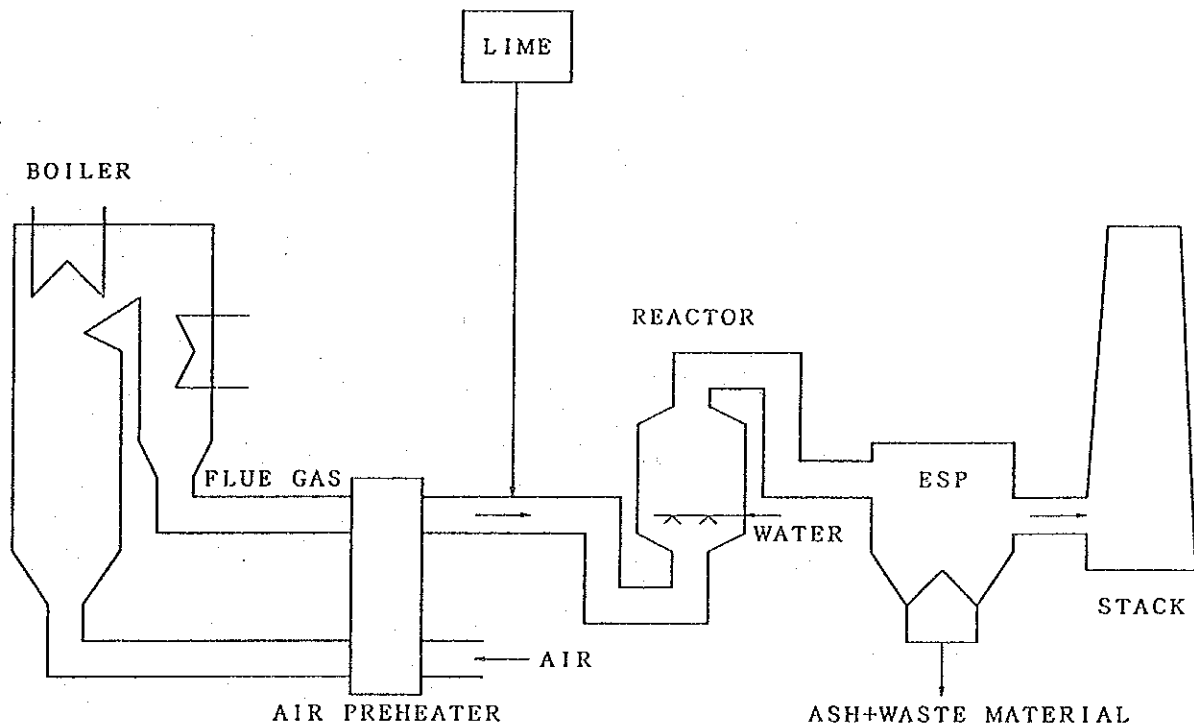 LIME
BOILER
REACTOR
FLUE GAS
ESP
WATER
STACK
AIR
AIR PREHEATER
ASH+WASTE MATERIAL